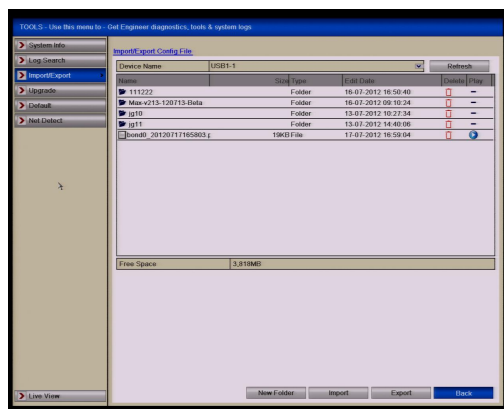 TOOLS - Use this menu to - Get Engineer diagnostics, tools & system logs
System Info
Log Search
Import/Export
Upgrade
Default
Net Detect
Live View
Import/Export Config File
Device Name USB1-1 Refresh
Name Size Type Edit Date Delete Play
111222 Folder 16-07-2012 16:50:40 –
Max-v213-120713-Beta Folder 16-07-2012 09:10:24 –
jg10 Folder 13-07-2012 10:27:34 –
jg11 Folder 13-07-2012 14:40:06 –
bond0_20120717165803.p 19KB File 17-07-2012 16:59:04
Free Space 3,818MB
New Folder Import Export Back